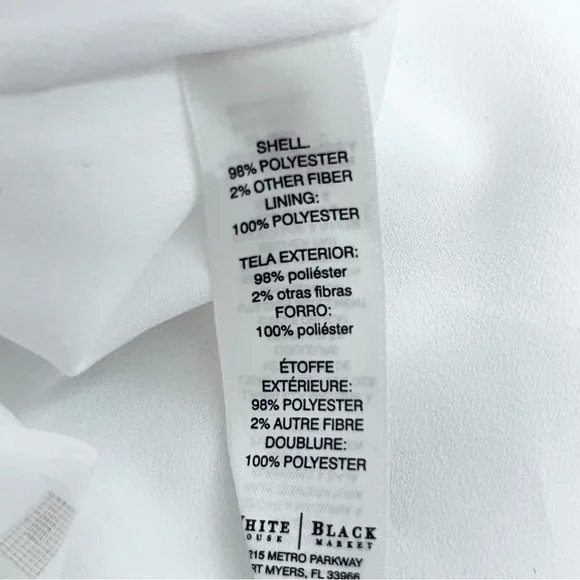 SHELL.
98% POLYESTER
2% OTHER FIBER
LINING:
100% POLYESTER
TELA EXTERIOR:
98% poliéster
2% otras fibras
FORRO:
100% poliéster
ÉTOFFE
EXTÉRIEURE:
98% POLYESTER
2% AUTRE FIBRE
DOUBLURE:
100% POLYESTER
HITE | BLACK
OUSE MARKET
215 METRO PARKWAY
RT MYERS, FL 33966